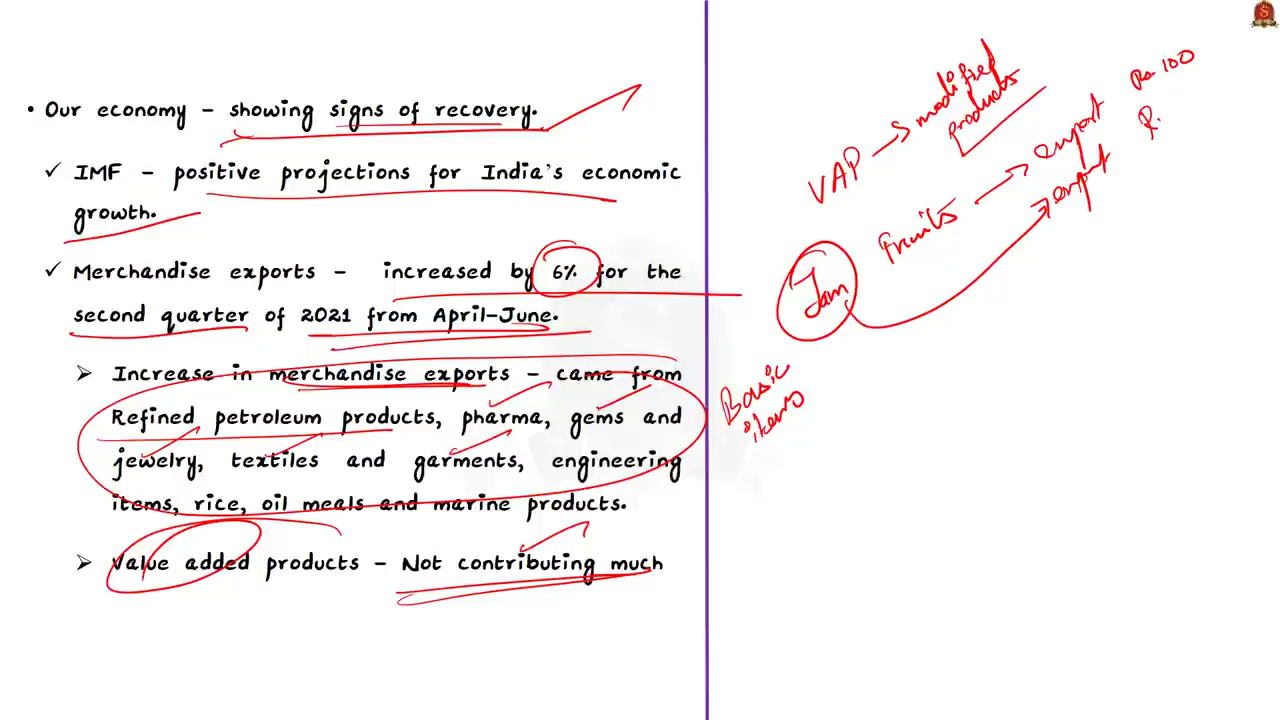 • Our economy – showing signs of recovery.
✓ IMF – positive projections for India's economic
growth.
✓ Merchandise exports – increased by 6% for the
second quarter of 2021 from April-June.
➤ Increase in merchandise exports – came from
Refined petroleum products, pharma, gems and
jewelry, textiles and garments, engineering
items, rice, oil meals and marine products.
➤ Value added products – Not contributing much
VAP → modified
products
Fruits → export Rs. 100
Jam → export R.
Basic
items